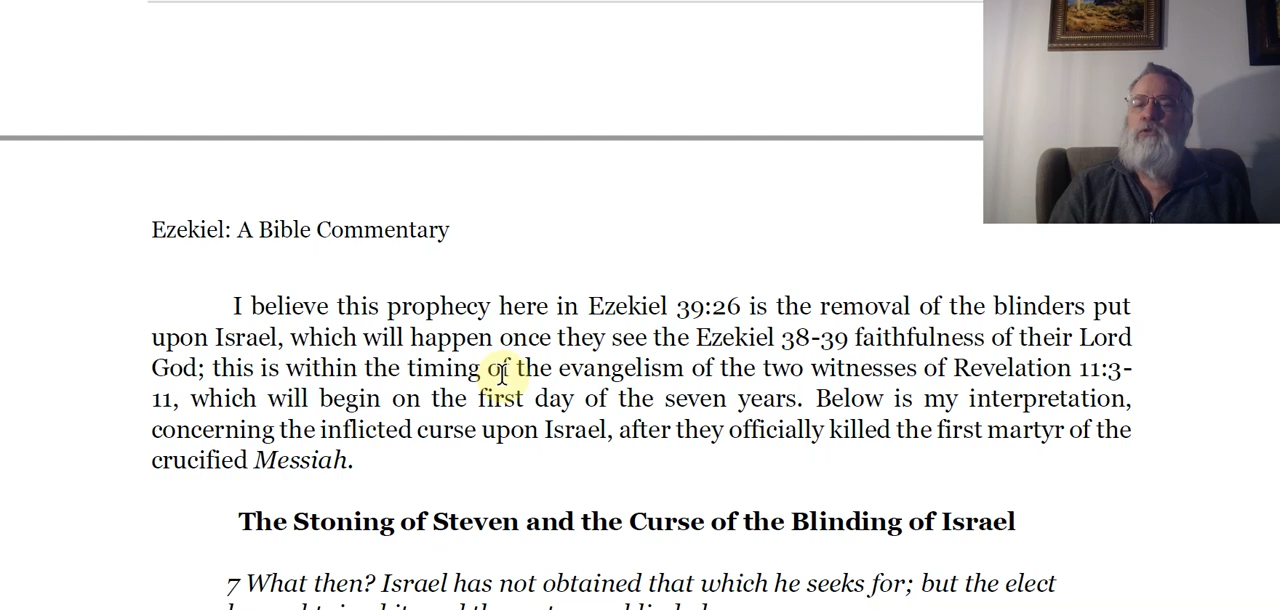 Ezekiel: A Bible Commentary
I believe this prophecy here in Ezekiel 39:26 is the removal of the blinders put
upon Israel, which will happen once they see the Ezekiel 38-39 faithfulness of their Lord
God; this is within the timing of the evangelism of the two witnesses of Revelation 11:3-
11, which will begin on the first day of the seven years. Below is my interpretation,
concerning the inflicted curse upon Israel, after they officially killed the first martyr of the
crucified Messiah.
The Stoning of Steven and the Curse of the Blinding of Israel
7 What then? Israel has not obtained that which he seeks for; but the elect